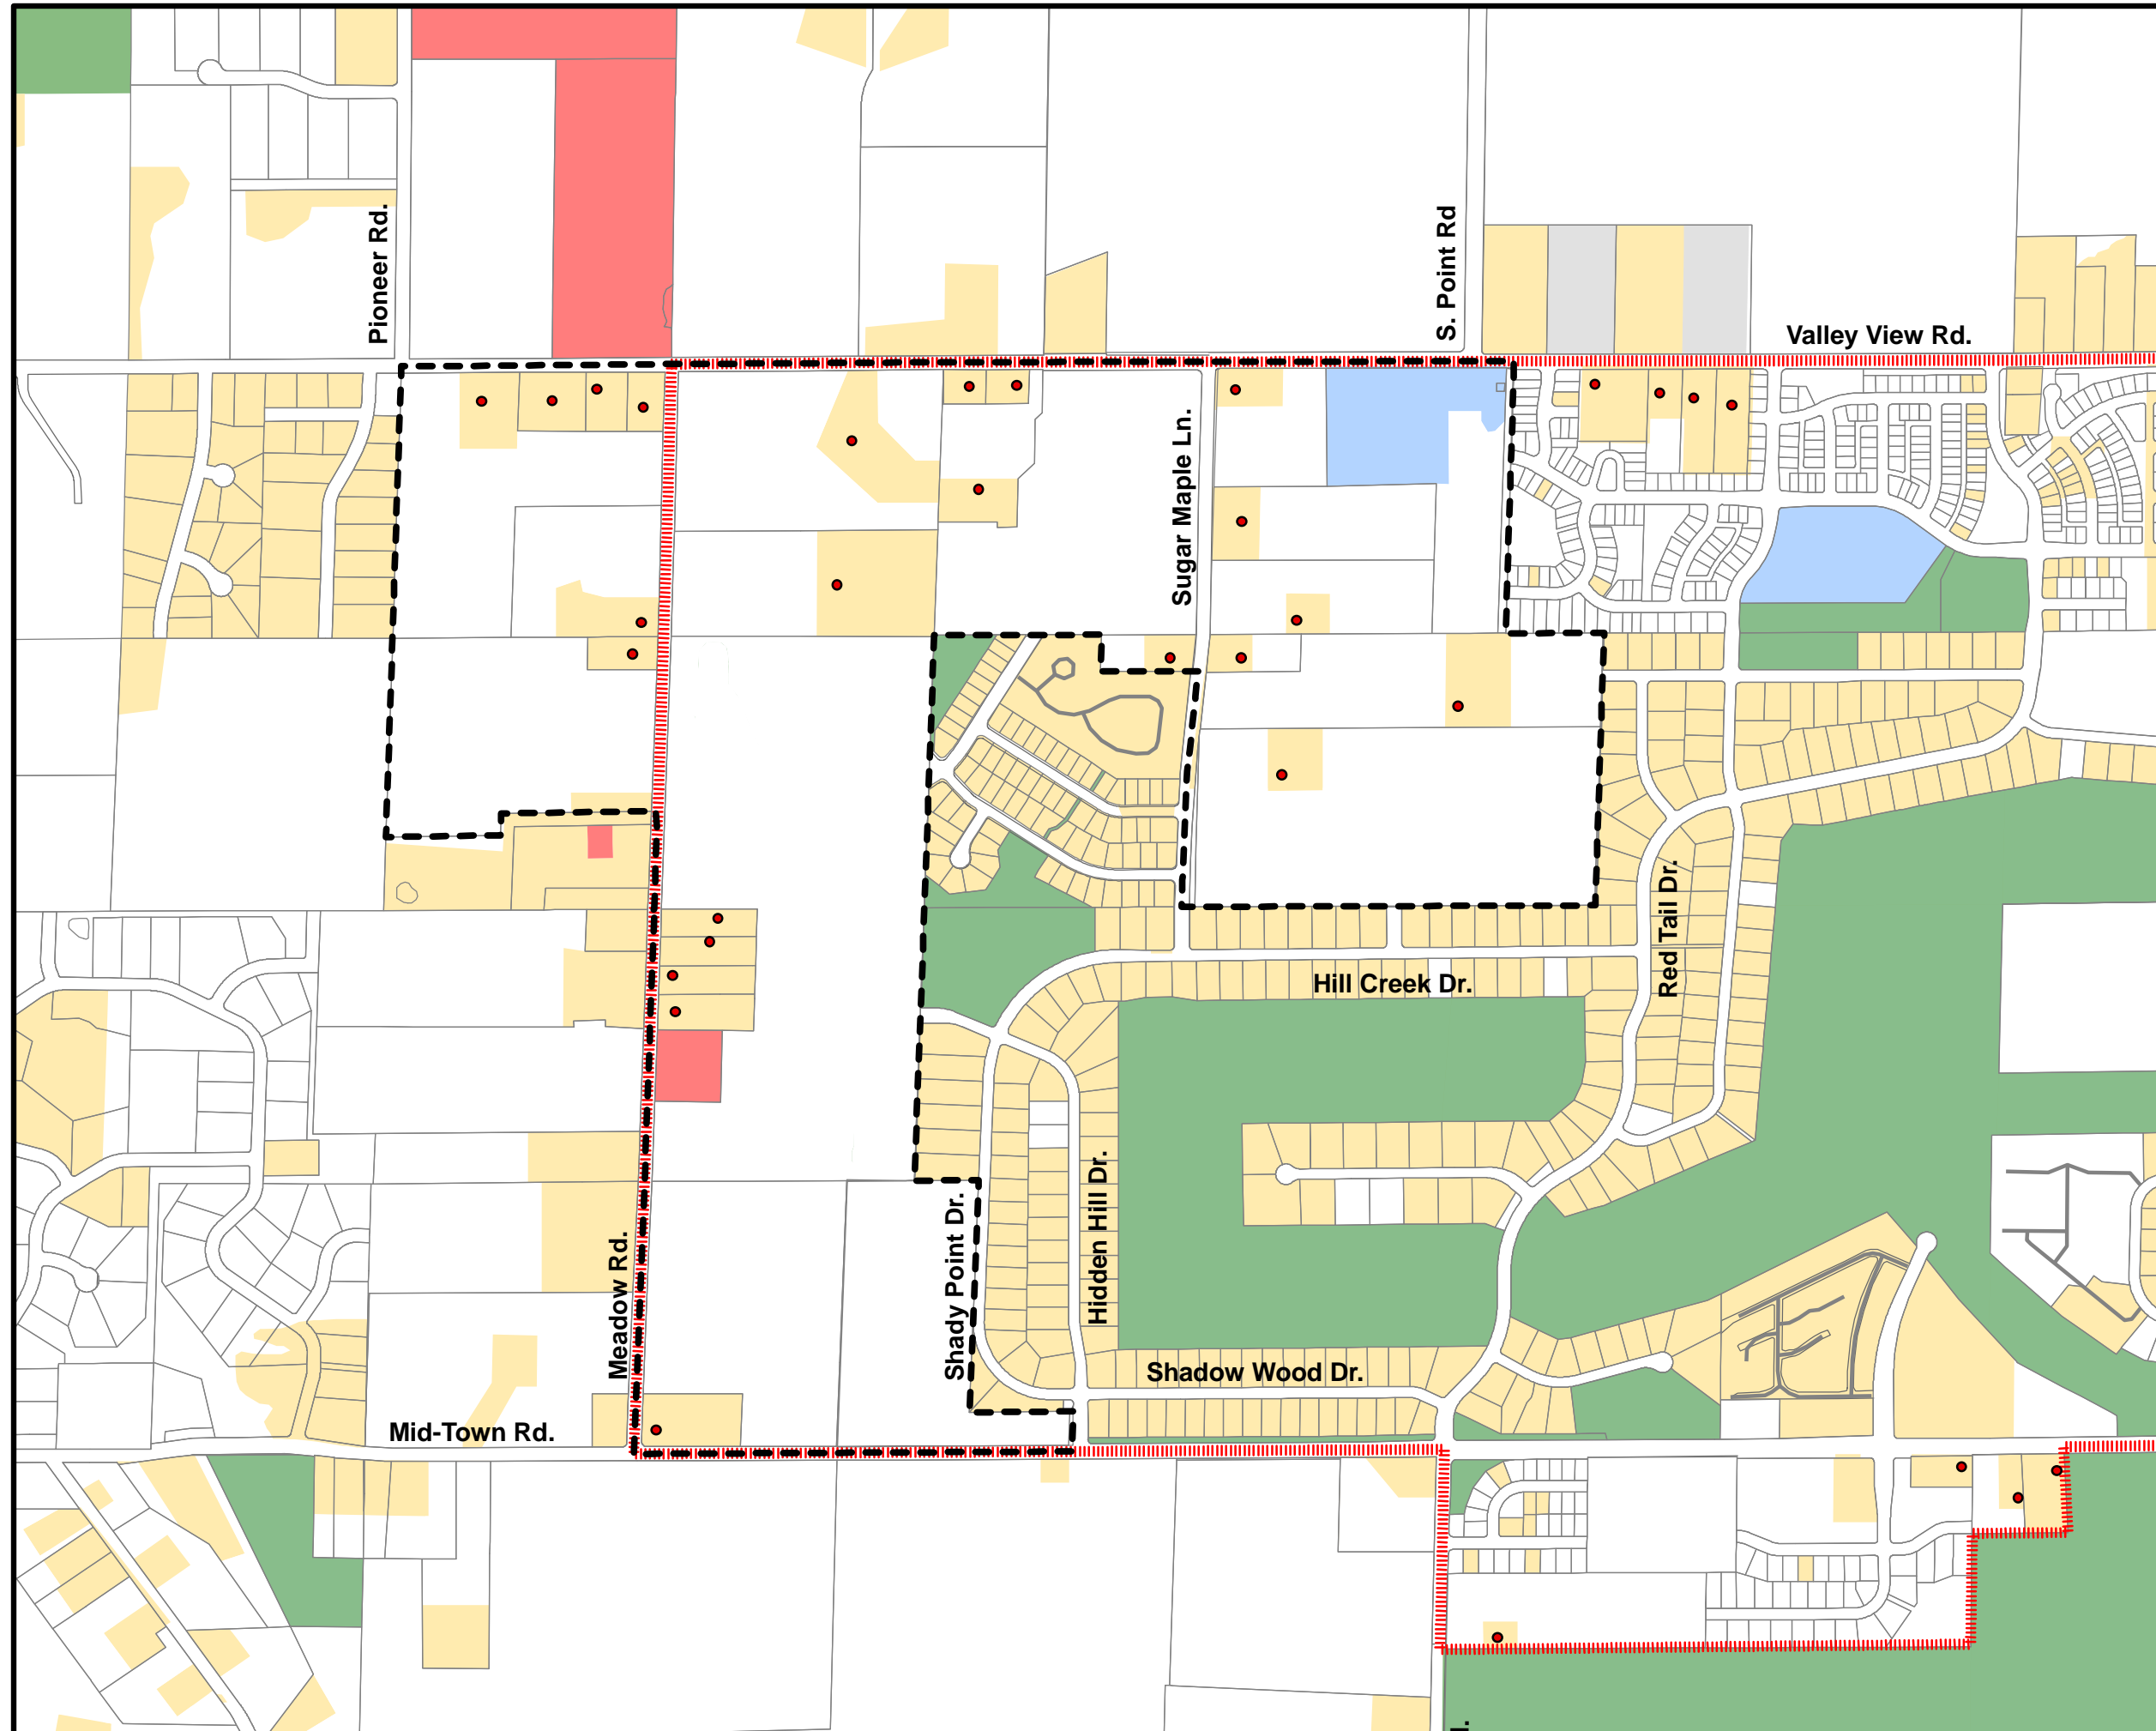 Pioneer Rd.
S. Point Rd
Valley View Rd.
Sugar Maple Ln.
Red Tail Dr.
Hill Creek Dr.
Hidden Hill Dr.
Shady Point Dr.
Meadow Rd.
Shadow Wood Dr.
Mid-Town Rd.